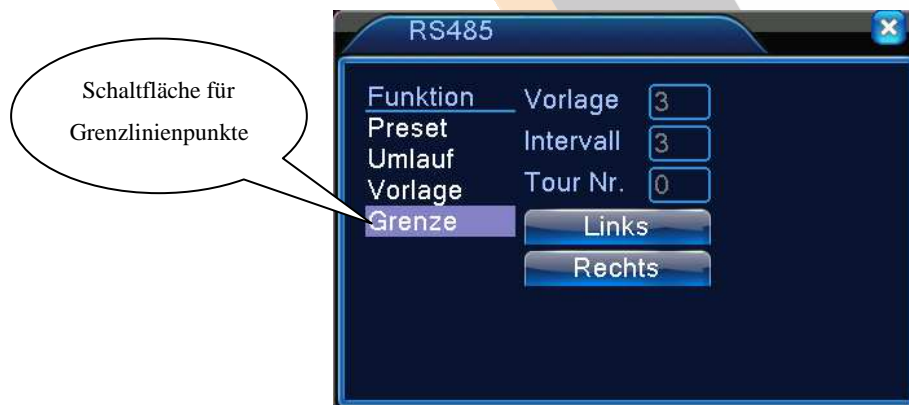 RS485
Schaltfläche für
Grenzlinienpunkte
Funktion
Preset
Umlauf
Vorlage
Grenze
Vorlage 3
Intervall 3
Tour Nr. 0
Links
Rechts